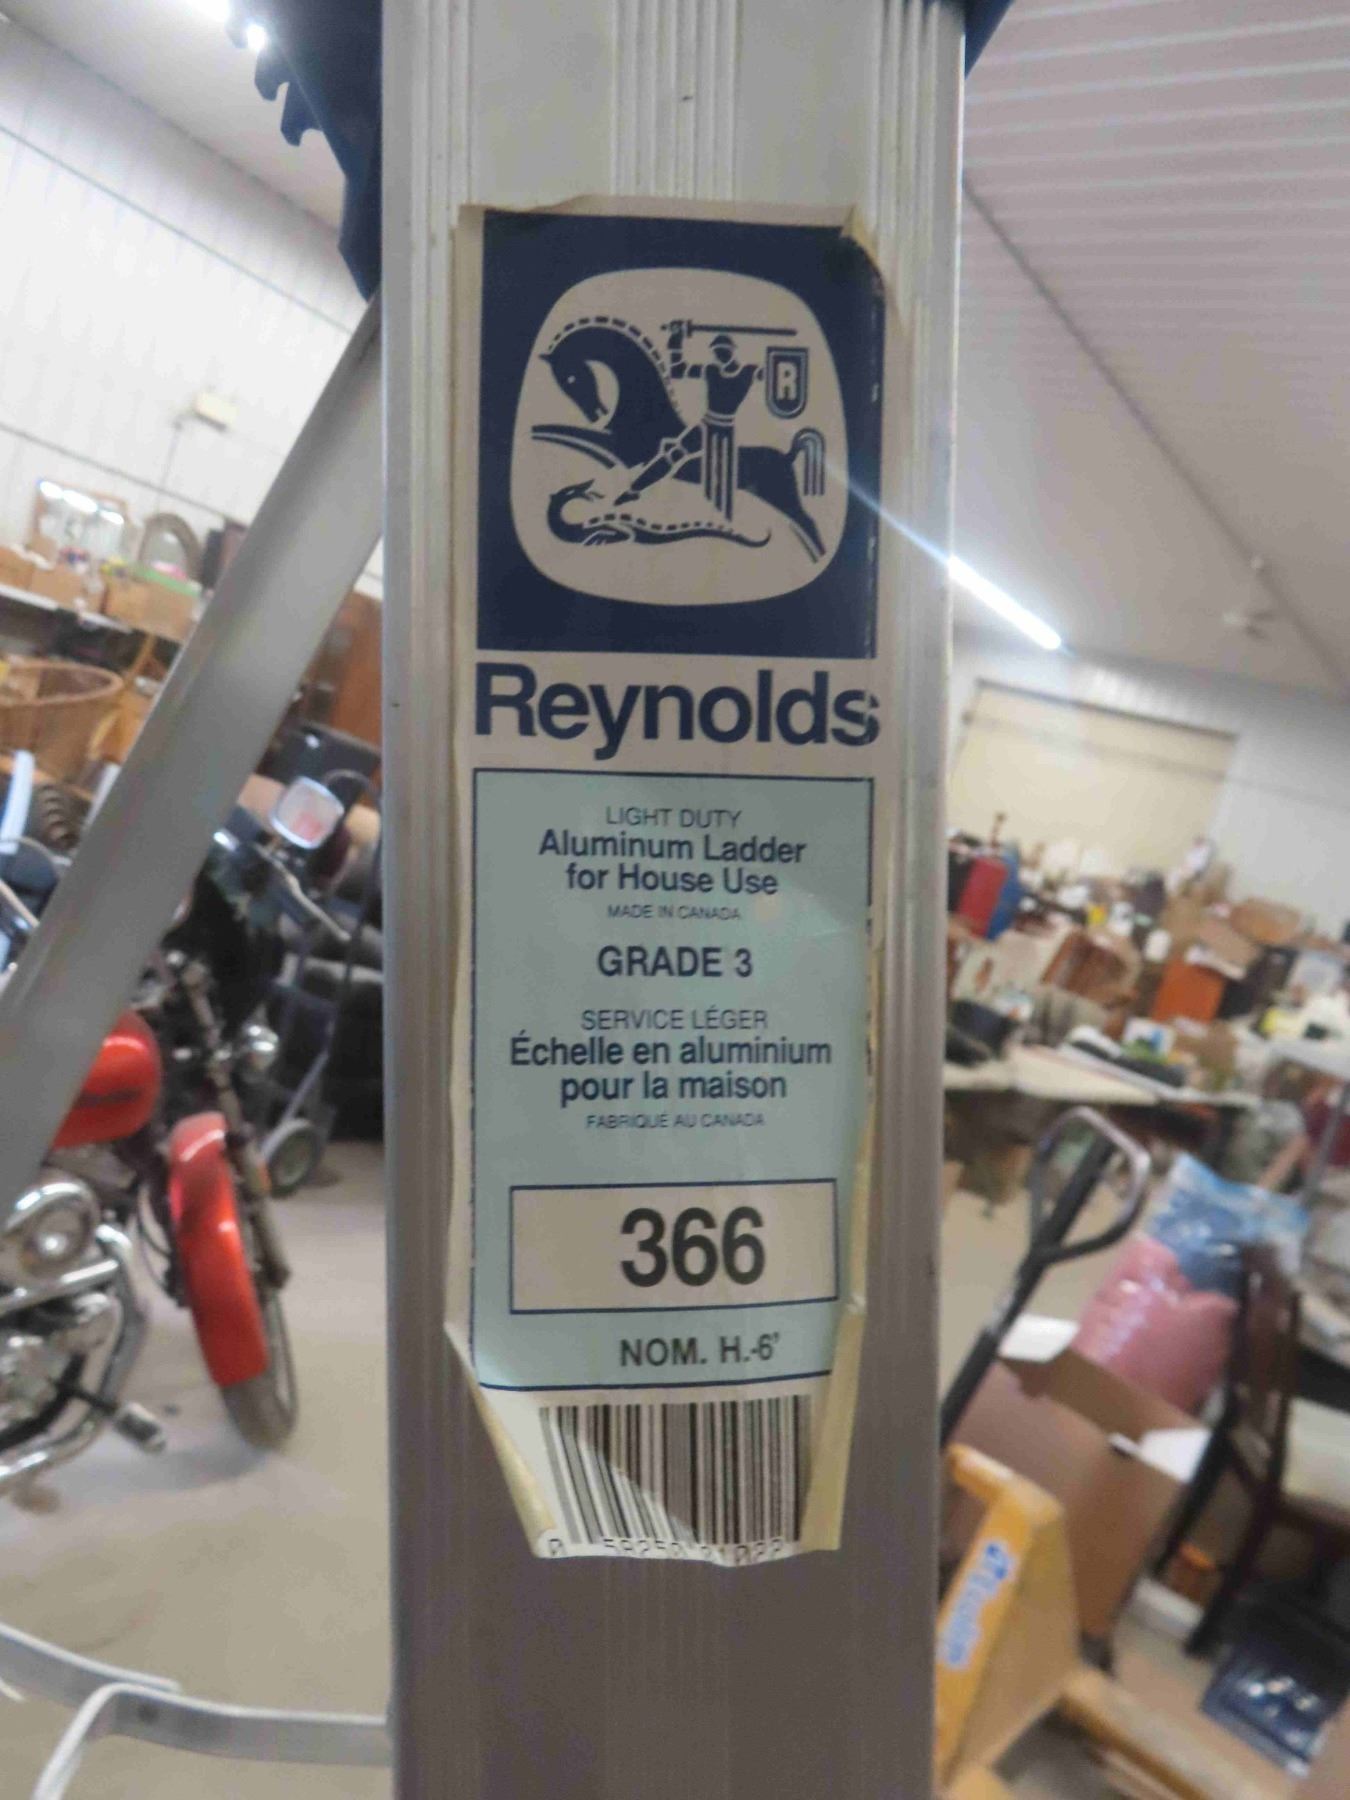 R
Reynolds
LIGHT DUTY
Aluminum Ladder
for House Use
MADE IN CANADA
GRADE 3
SERVICE LÉGER
Échelle en aluminium
pour la maison
FABRIQUÉ AU CANADA
366
NOM. H.-6'